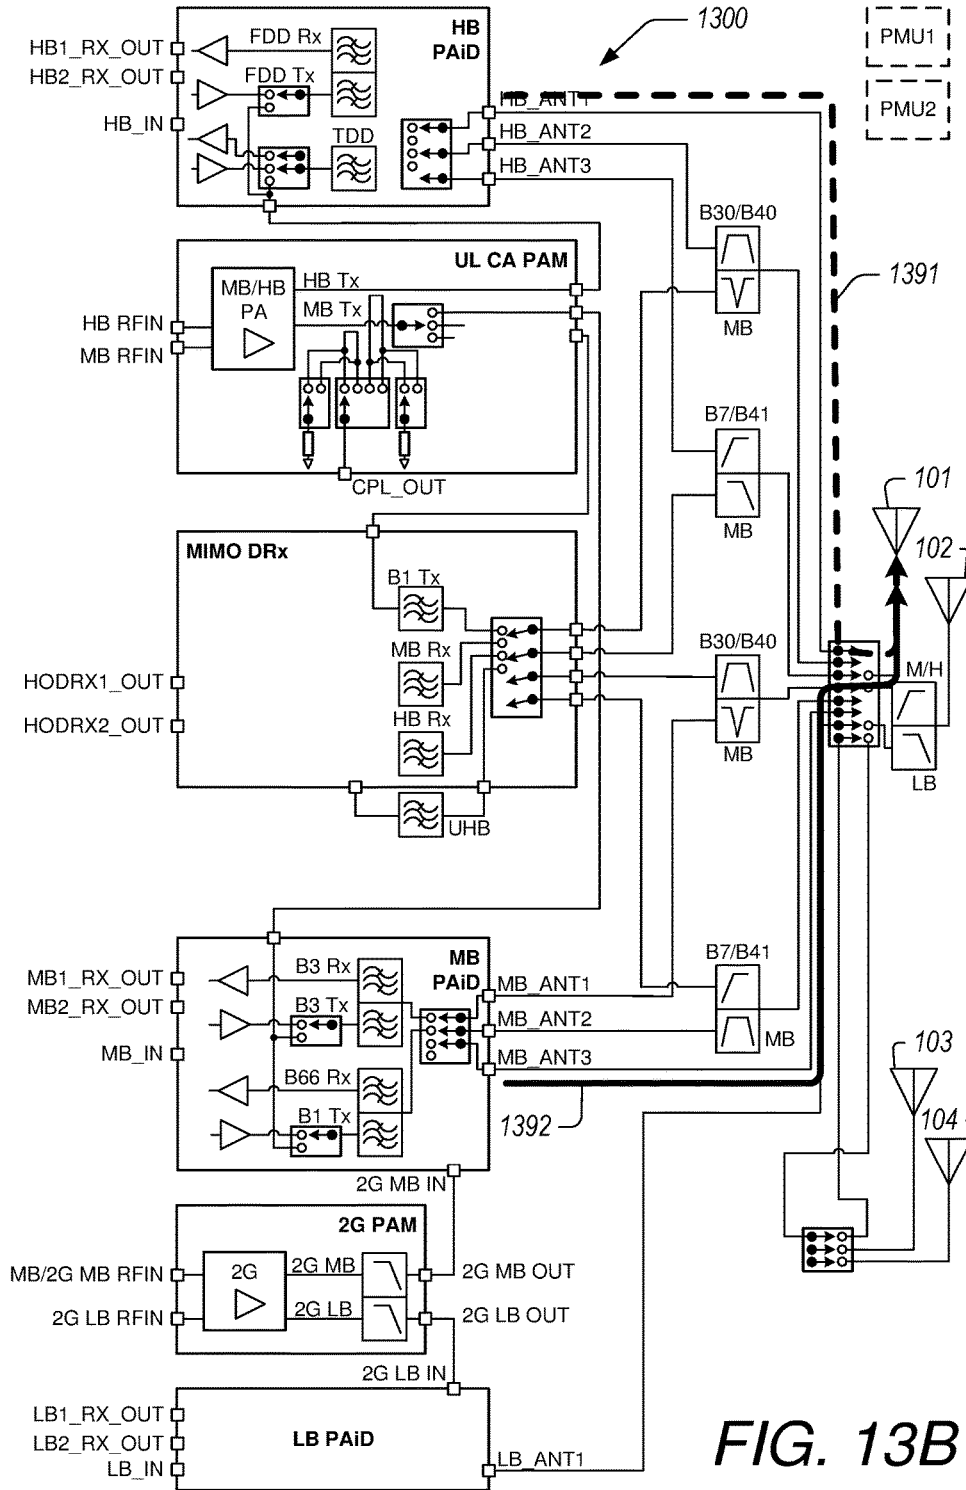 HB PAiD
1300
PMU1
PMU2
HB1_RX_OUT
HB2_RX_OUT
HB_IN
FDD Rx
FDD Tx
TDD
HB_ANT1
HB_ANT2
HB_ANT3
UL CA PAM
MB/HB PA
HB Tx
MB Tx
HB RFIN
MB RFIN
CPL_OUT
B30/B40
MB
1391
B7/B41
MB
101
102
MIMO DRx
B1 Tx
MB Rx
HB Rx
UHB
HODRX1_OUT
HODRX2_OUT
B30/B40
MB
M/H
LB
MB PAiD
MB1_RX_OUT
MB2_RX_OUT
MB_IN
B3 Rx
B3 Tx
B66 Rx
B1 Tx
MB_ANT1
MB_ANT2
MB_ANT3
B7/B41
MB
1392
103
104
2G MB IN
2G PAM
MB/2G MB RFIN
2G LB RFIN
2G
2G MB
2G LB
2G MB OUT
2G LB OUT
2G LB IN
LB PAiD
LB1_RX_OUT
LB2_RX_OUT
LB_IN
LB_ANT1
FIG. 13B